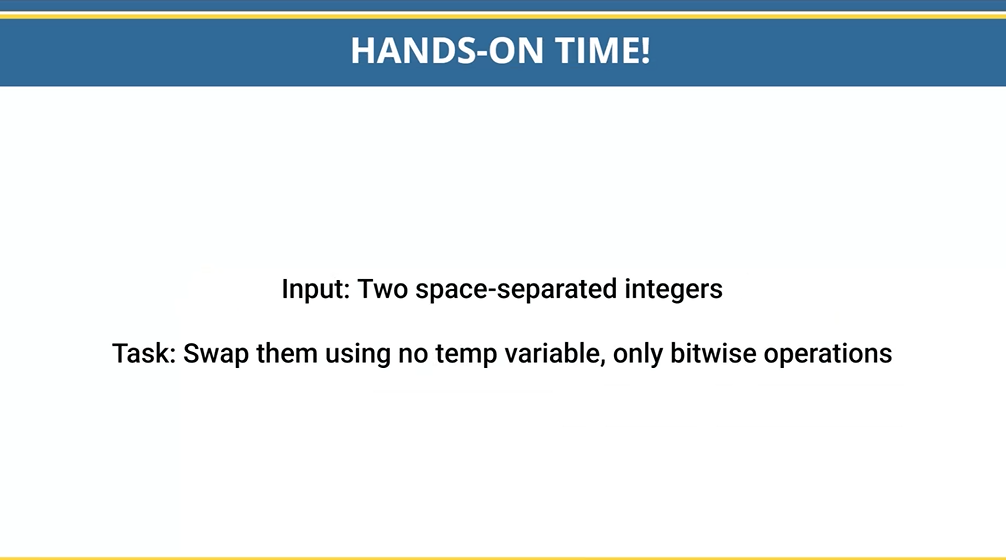 HANDS-ON TIME!
Input: Two space-separated integers
Task: Swap them using no temp variable, only bitwise operations